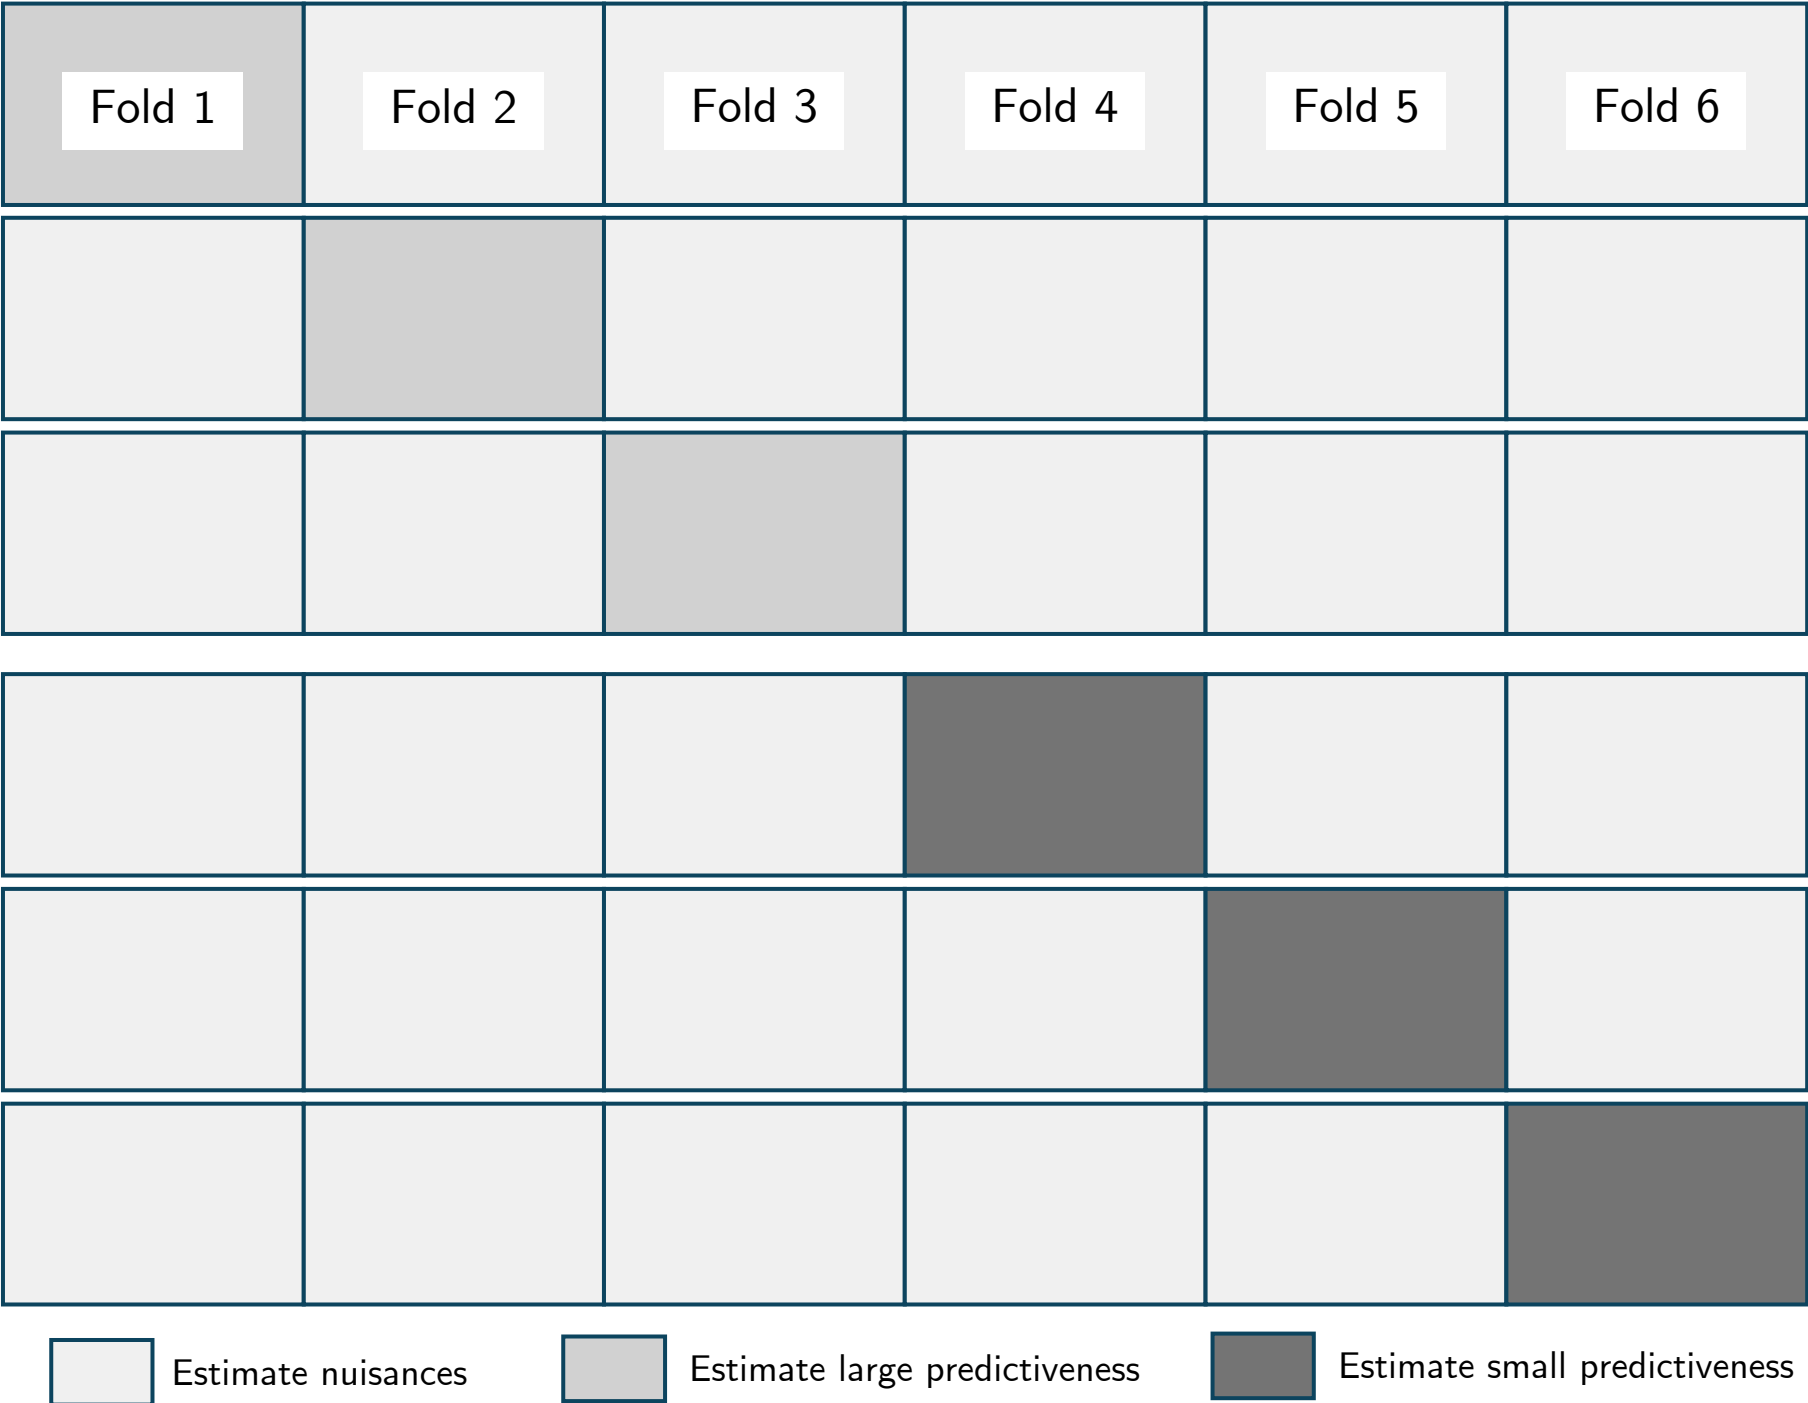 Fold 1
Fold 2
Fold 3
Fold 4
Fold 5
Fold 6
Estimate nuisances
Estimate large predictiveness
Estimate small predictiveness